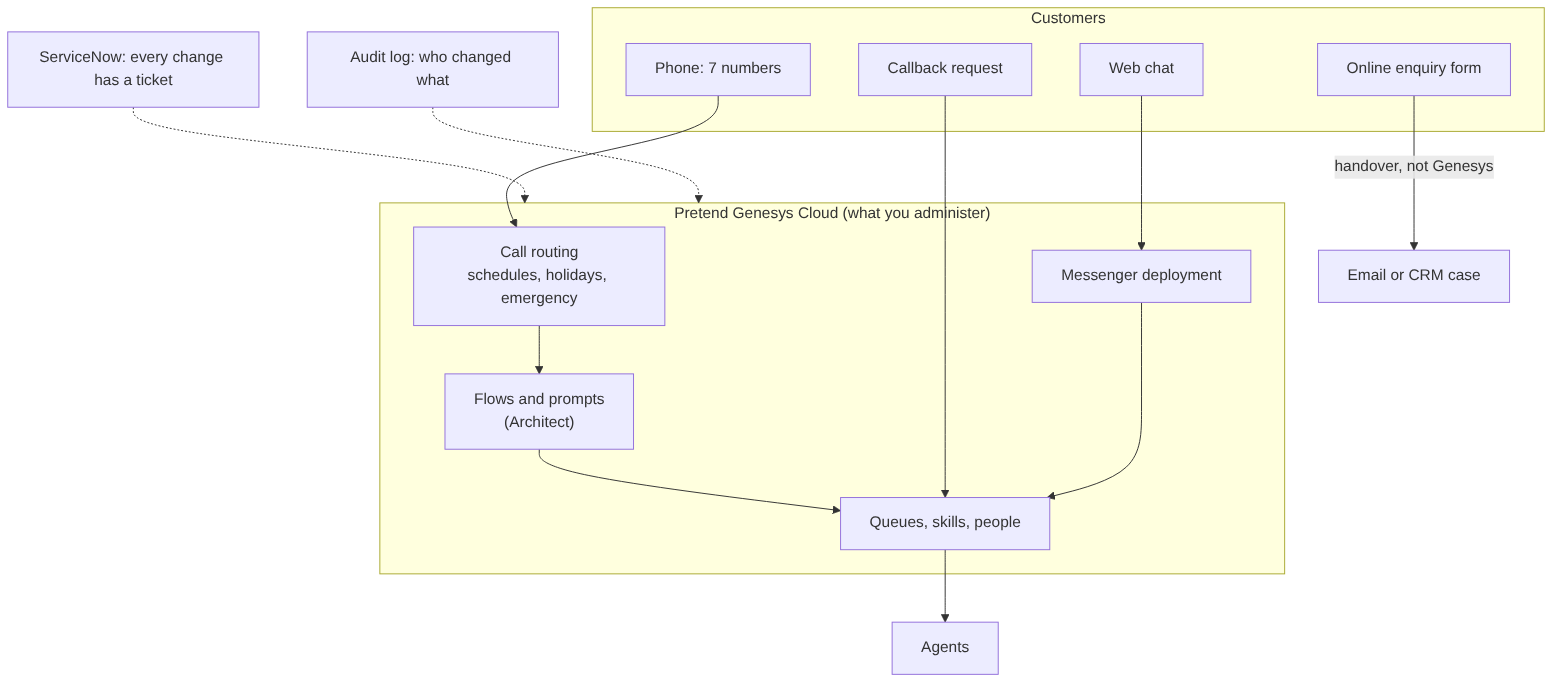 Customers
ServiceNow: every change
has a ticket
Audit log: who changed
what
Phone: 7 numbers
Callback request
Web chat
Online enquiry form
handover, not Genesys
Pretend Genesys Cloud (what you administer)
Call routing
schedules, holidays,
emergency
Messenger deployment
Email or CRM case
Flows and prompts
(Architect)
Queues, skills, people
Agents